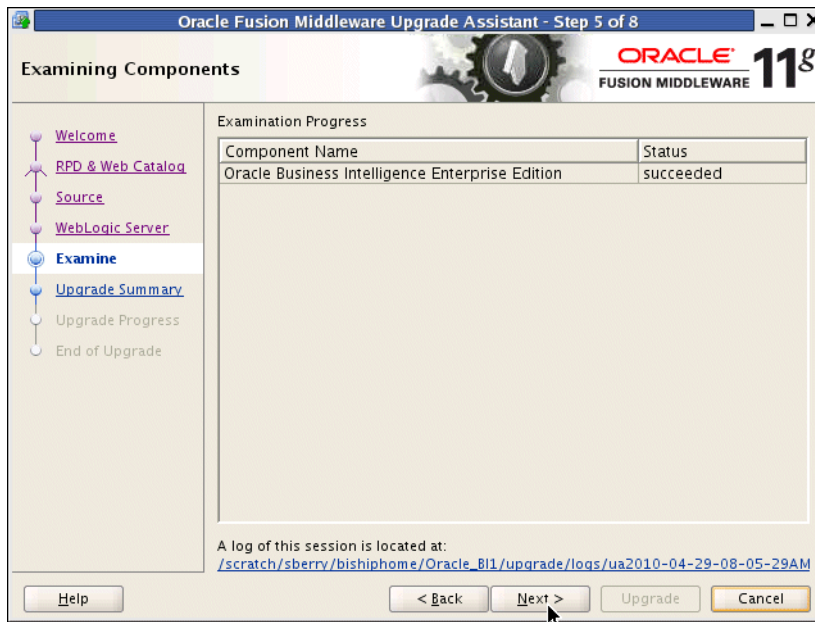 Oracle Fusion Middleware Upgrade Assistant - Step 5 of 8
Examining Components
ORACLE
FUSION MIDDLEWARE 11g
Welcome
RPD & Web Catalog
Source
WebLogic Server
Examine
Upgrade Summary
Upgrade Progress
End of Upgrade
Examination Progress
Component Name Status
Oracle Business Intelligence Enterprise Edition succeeded
A log of this session is located at:
/scratch/sberry/bishiphome/Oracle_BI1/upgrade/logs/ua2010-04-29-08-05-29AM
Help < Back Next > Upgrade Cancel